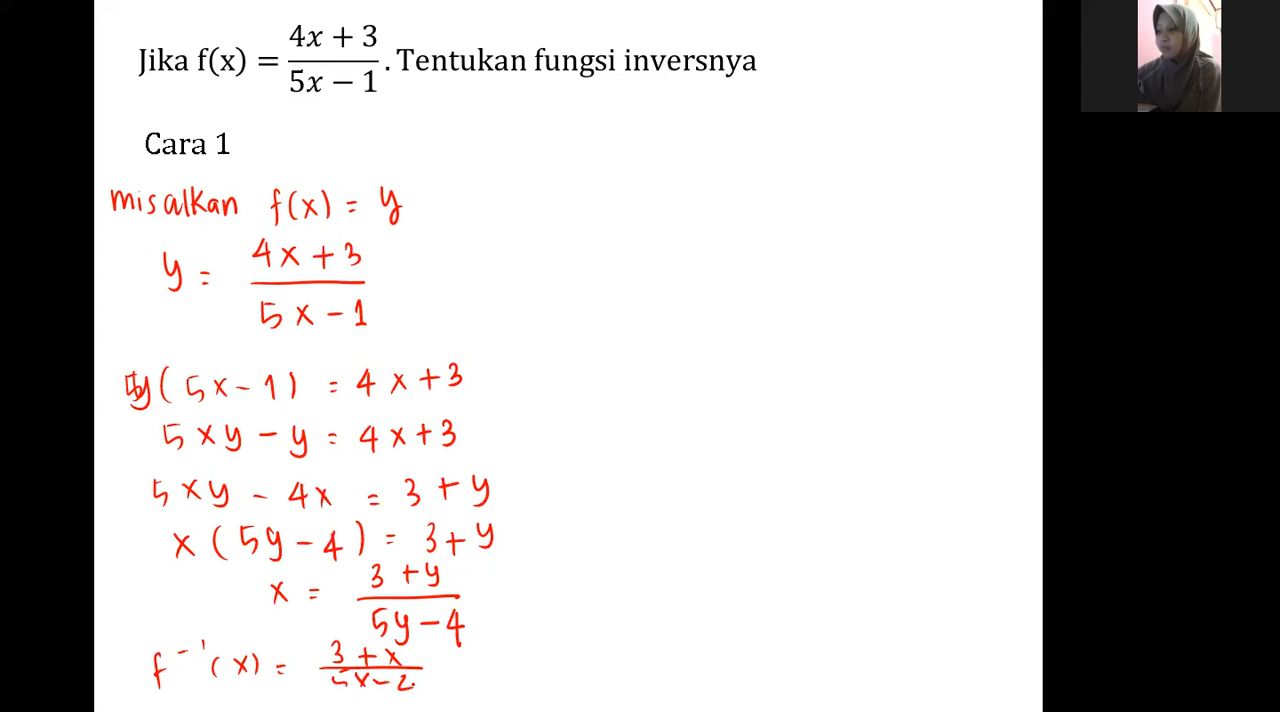 Jika f(x) = (4x + 3)/(5x − 1). Tentukan fungsi inversnya
Cara 1
misalkan f(x) = y
y = (4x + 3)/(5x − 1)
y(5x − 1) = 4x + 3
5xy − y = 4x + 3
5xy − 4x = 3 + y
x(5y − 4) = 3 + y
x = (3 + y)/(5y − 4)
f⁻¹(x) = (3 + x)/(5x −